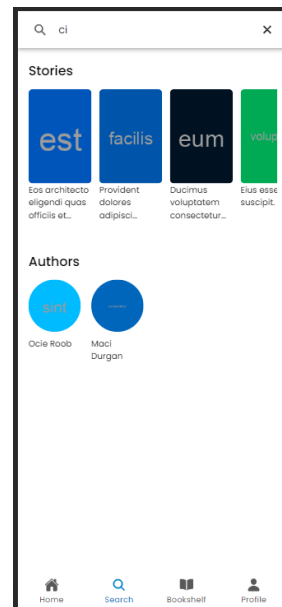 ci
Stories
est
facilis
eum
volup
Eos architecto
eligendi quas
officiis et...
Provident
dolores
adipisci...
Ducimus
voluptatem
consectetur...
Eius esse
suscipit.
Authors
sint
Ocie Roob
Maci
Durgan
Home
Search
Bookshelf
Profile